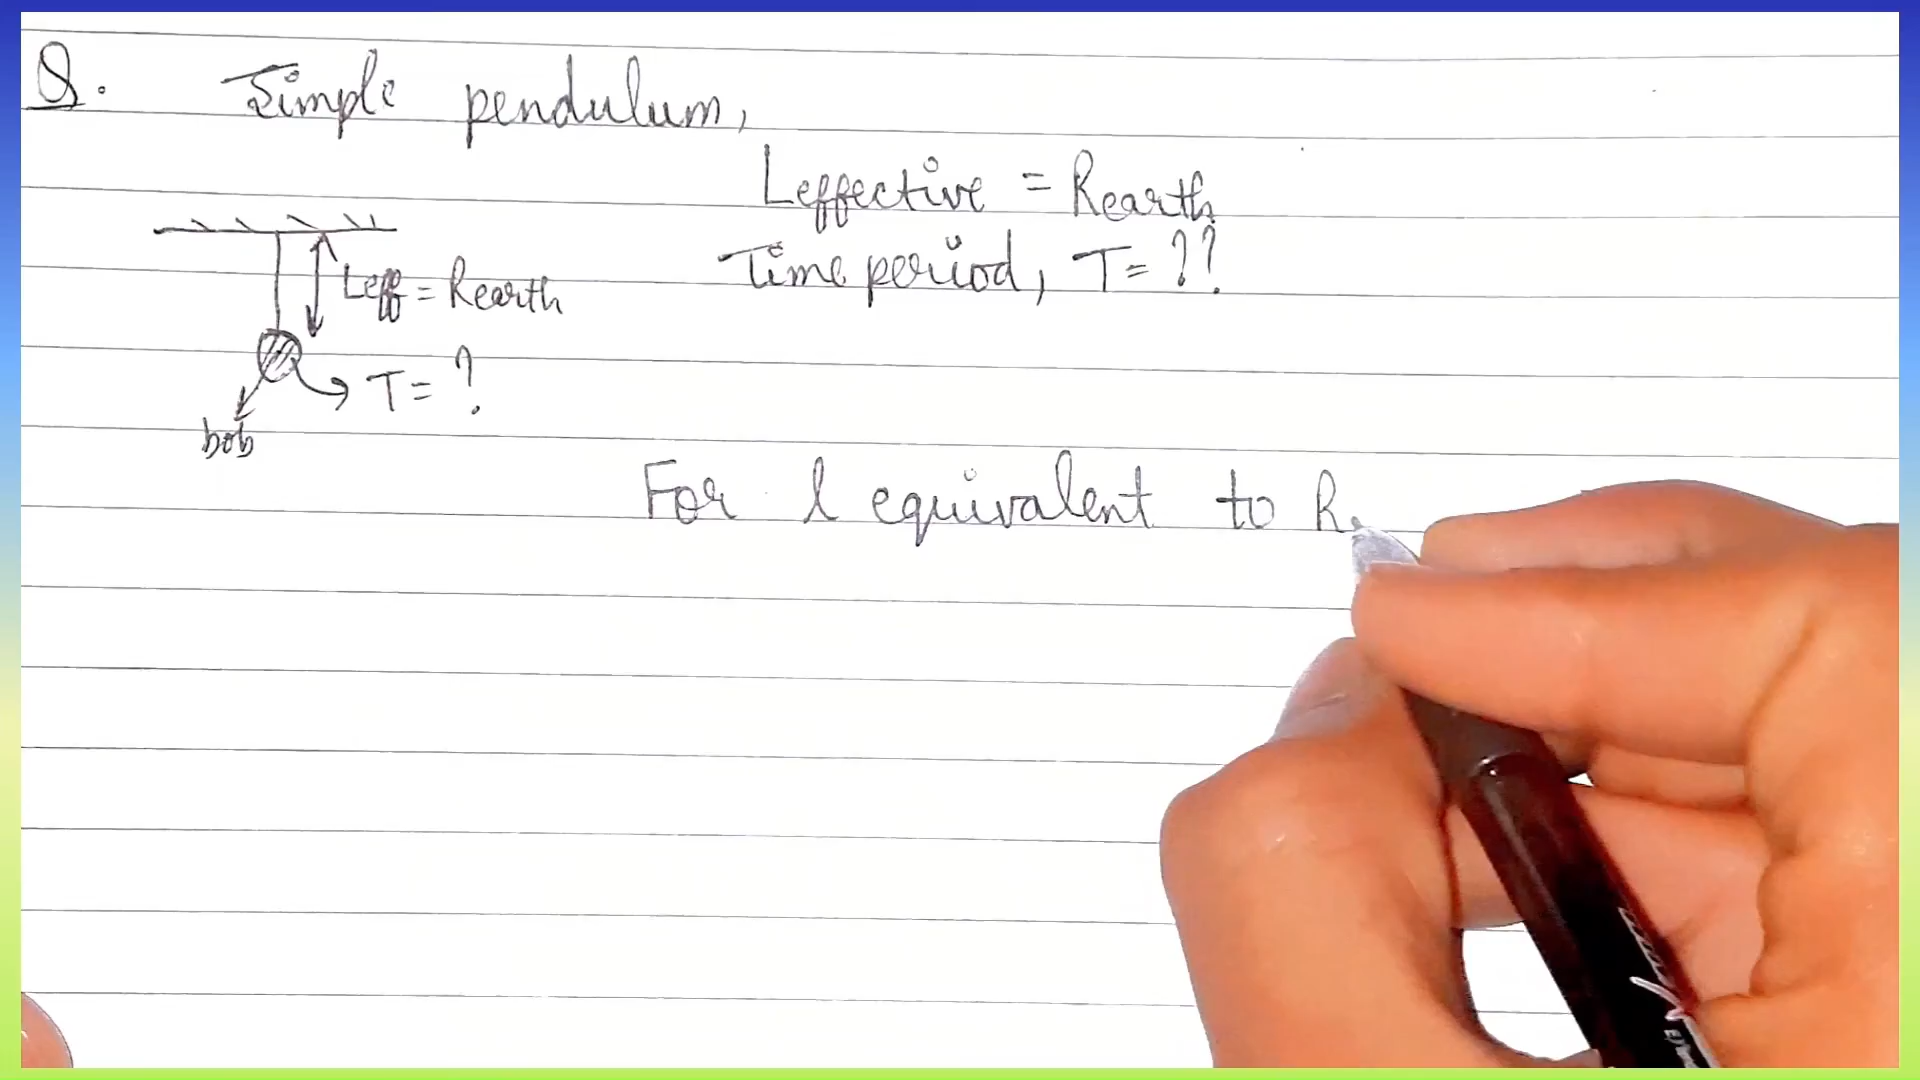 Q. Simple pendulum,
Leffective = Rearth
Time period, T = ??
Leff = Rearth
T = ?
bob
For l equivalent to R